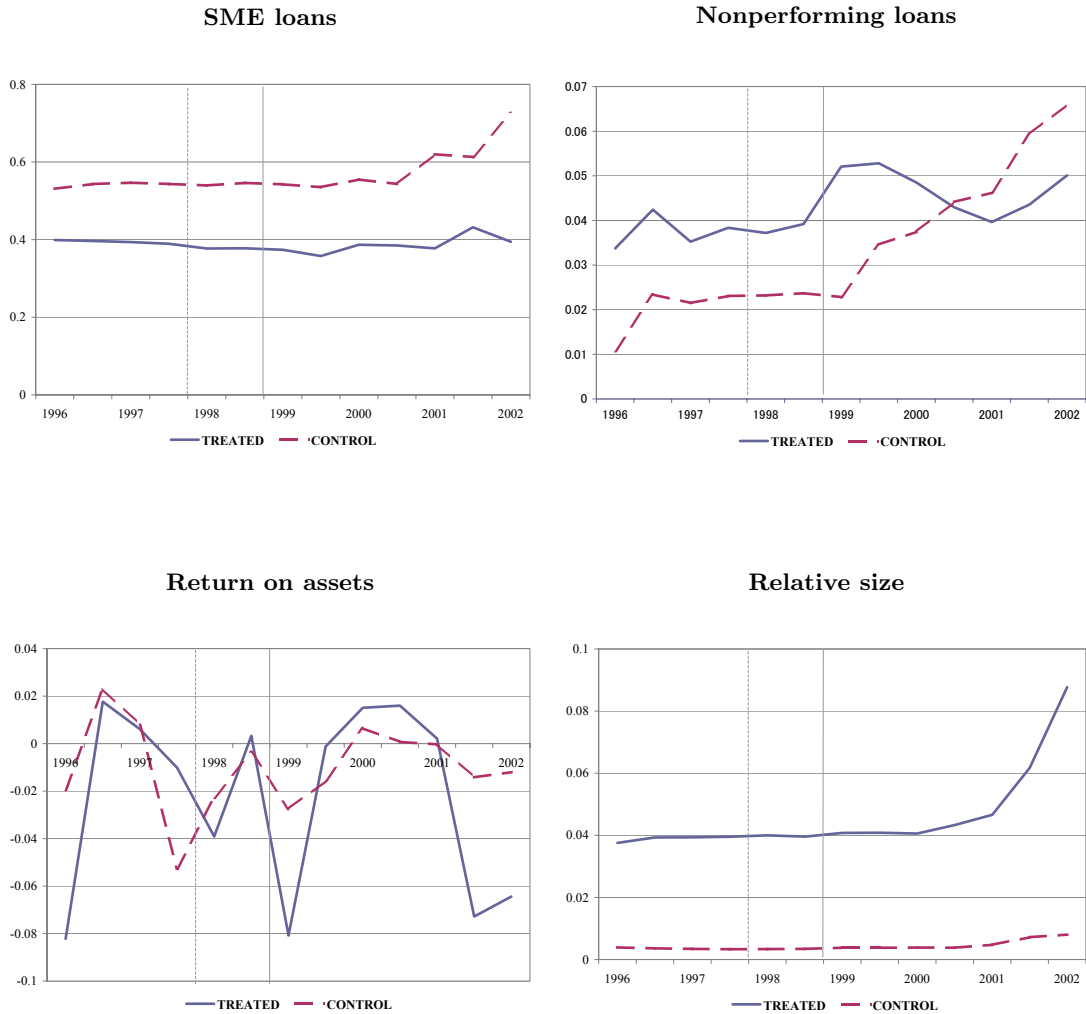 SME loans
0.8
0.6
0.4
0.2
0
1996 1997 1998 1999 2000 2001 2002
TREATED CONTROL
Nonperforming loans
0.07
0.06
0.05
0.04
0.03
0.02
0.01
0
1996 1997 1998 1999 2000 2001 2002
TREATED CONTROL
Return on assets
0.04
0.02
0
1996 1997 1998 1999 2000 2001 2002
-0.02
-0.04
-0.06
-0.08
-0.1
TREATED CONTROL
Relative size
0.1
0.08
0.06
0.04
0.02
0
1996 1997 1998 1999 2000 2001 2002
TREATED CONTROL